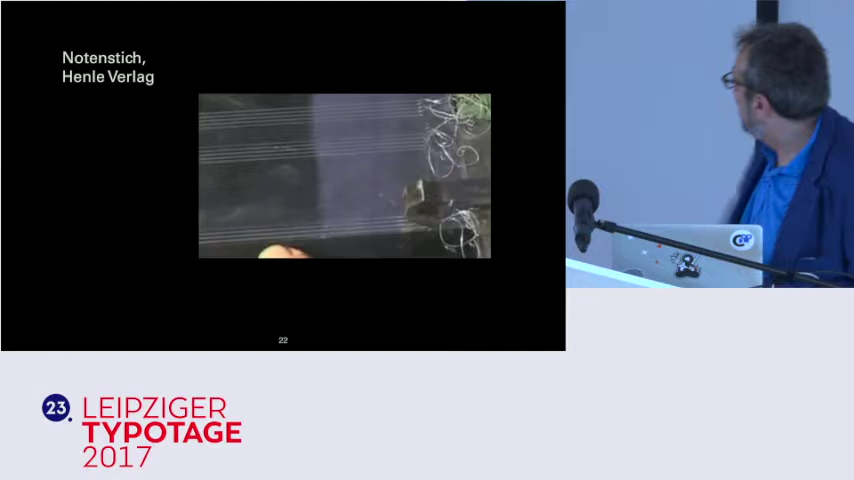 Notenstich,
Henle Verlag
22
23.
LEIPZIGER
TYPOTAGE
2017